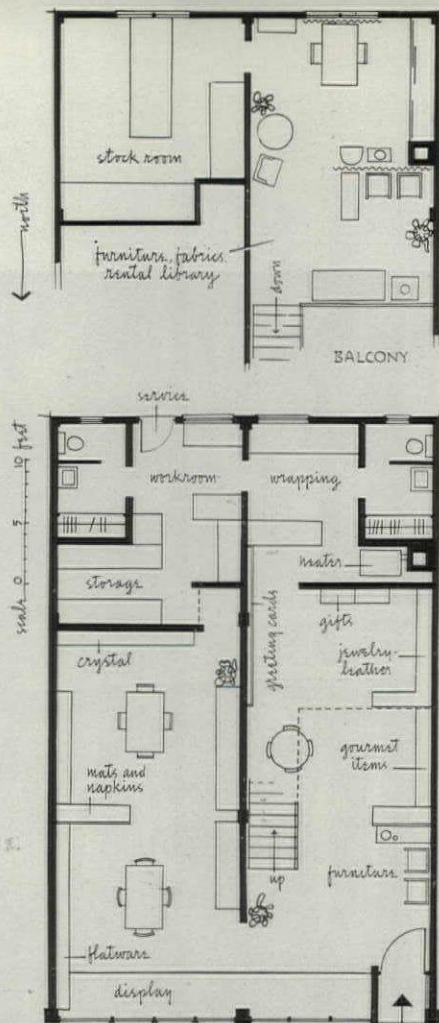 stock room
north
furniture, fabrics
rental library
down
BALCONY
service
scale 0 5 10 feet
workroom
wrapping
storage
heater
greeting cards
gifts
crystal
jewelry-
leather
mats and
napkins
gourmet
items
up
furniture
flatware
display